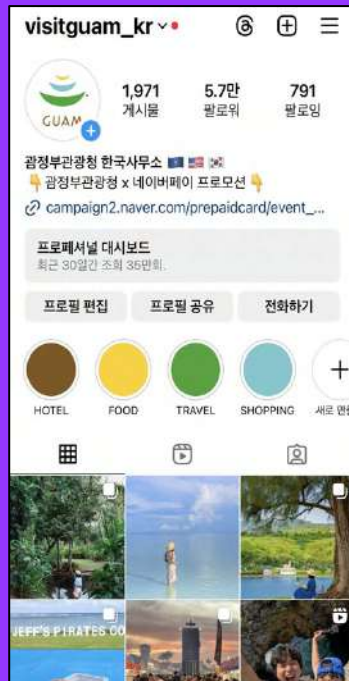 visitguam_kr
GUAM
1,971
게시물
5.7만
팔로워
791
팔로잉
괌정부관광청 한국사무소 🇬🇺 🇺🇸 🇰🇷
👇괌정부관광청 x 네이버페이 프로모션👇
campaign2.naver.com/prepaidcard/event_...
프로페셔널 대시보드
최근 30일간 조회 35만회.
프로필 편집
프로필 공유
전화하기
HOTEL
FOOD
TRAVEL
SHOPPING
새로 만들
JEFF'S PIRATES CO